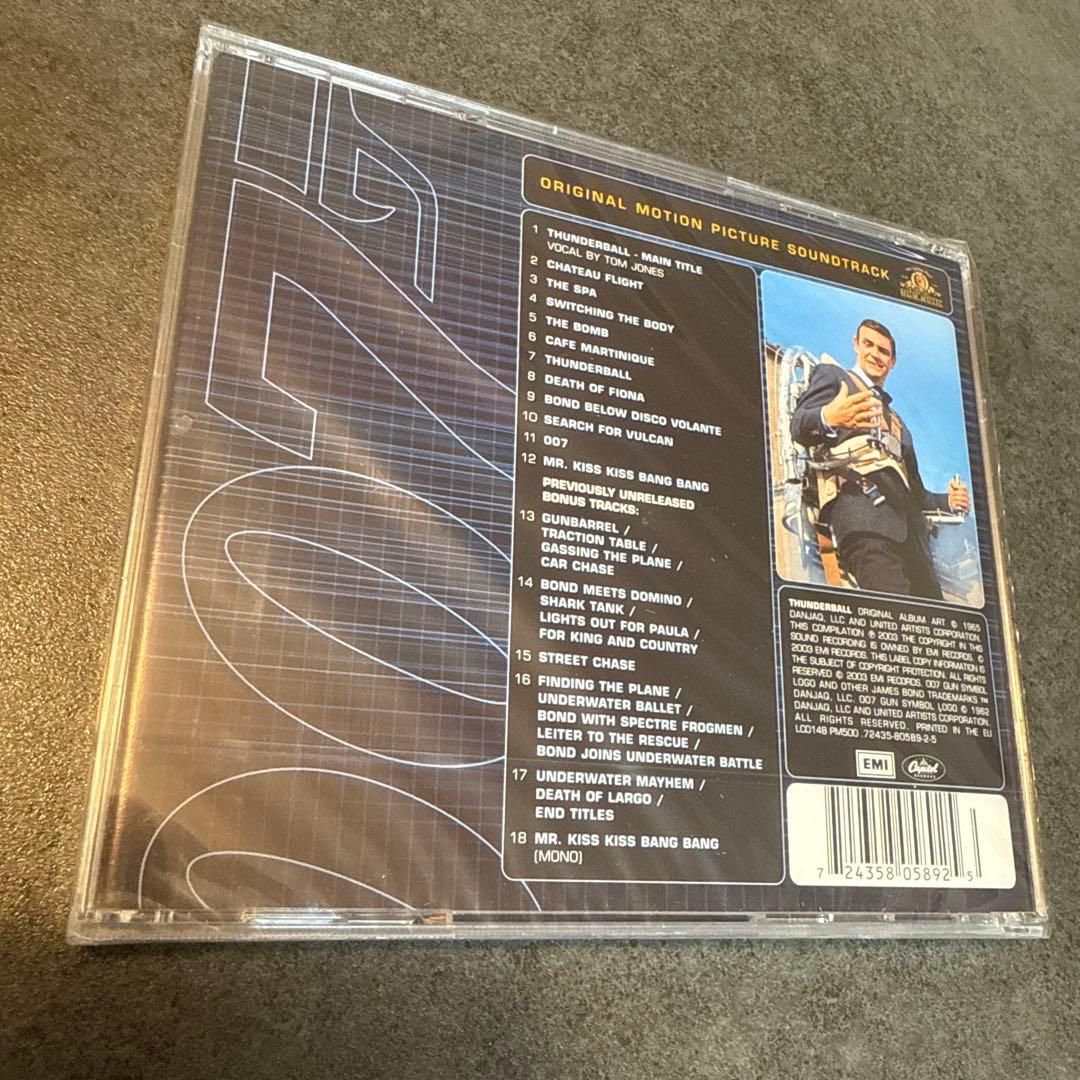 ORIGINAL MOTION PICTURE SOUNDTRACK
MGM MUSIC
1 THUNDERBALL - MAIN TITLE
VOCAL BY TOM JONES
2 CHATEAU FLIGHT
3 THE SPA
4 SWITCHING THE BODY
5 THE BOMB
6 CAFE MARTINIQUE
7 THUNDERBALL
8 DEATH OF FIONA
9 BOND BELOW DISCO VOLANTE
10 SEARCH FOR VULCAN
11 007
12 MR. KISS KISS BANG BANG
PREVIOUSLY UNRELEASED
BONUS TRACKS:
13 GUNBARREL /
TRACTION TABLE /
GASSING THE PLANE /
CAR CHASE
14 BOND MEETS DOMINO /
SHARK TANK /
LIGHTS OUT FOR PAULA /
FOR KING AND COUNTRY
15 STREET CHASE
16 FINDING THE PLANE /
UNDERWATER BALLET /
BOND WITH SPECTRE FROGMEN /
LEITER TO THE RESCUE /
BOND JOINS UNDERWATER BATTLE
17 UNDERWATER MAYHEM /
DEATH OF LARGO /
END TITLES
18 MR. KISS KISS BANG BANG
(MONO)
THUNDERBALL ORIGINAL ALBUM ART © 1965
DANJAQ, LLC AND UNITED ARTISTS CORPORATION.
THIS COMPILATION ℗ 2003 THE COPYRIGHT IN THIS
SOUND RECORDING IS OWNED BY EMI RECORDS. ©
2003 EMI RECORDS. THIS LABEL COPY INFORMATION IS
THE SUBJECT OF COPYRIGHT PROTECTION. ALL RIGHTS
RESERVED © 2003 EMI RECORDS. 007 GUN SYMBOL
LOGO AND OTHER JAMES BOND TRADEMARKS ™
DANJAQ, LLC. 007 GUN SYMBOL LOGO © 1962
DANJAQ, LLC AND UNITED ARTISTS CORPORATION.
ALL RIGHTS RESERVED. PRINTED IN THE EU
LC0148 PM500 .72435-80589-2-5
EMI
Capitol
RECORDS
7 24358 05892 5